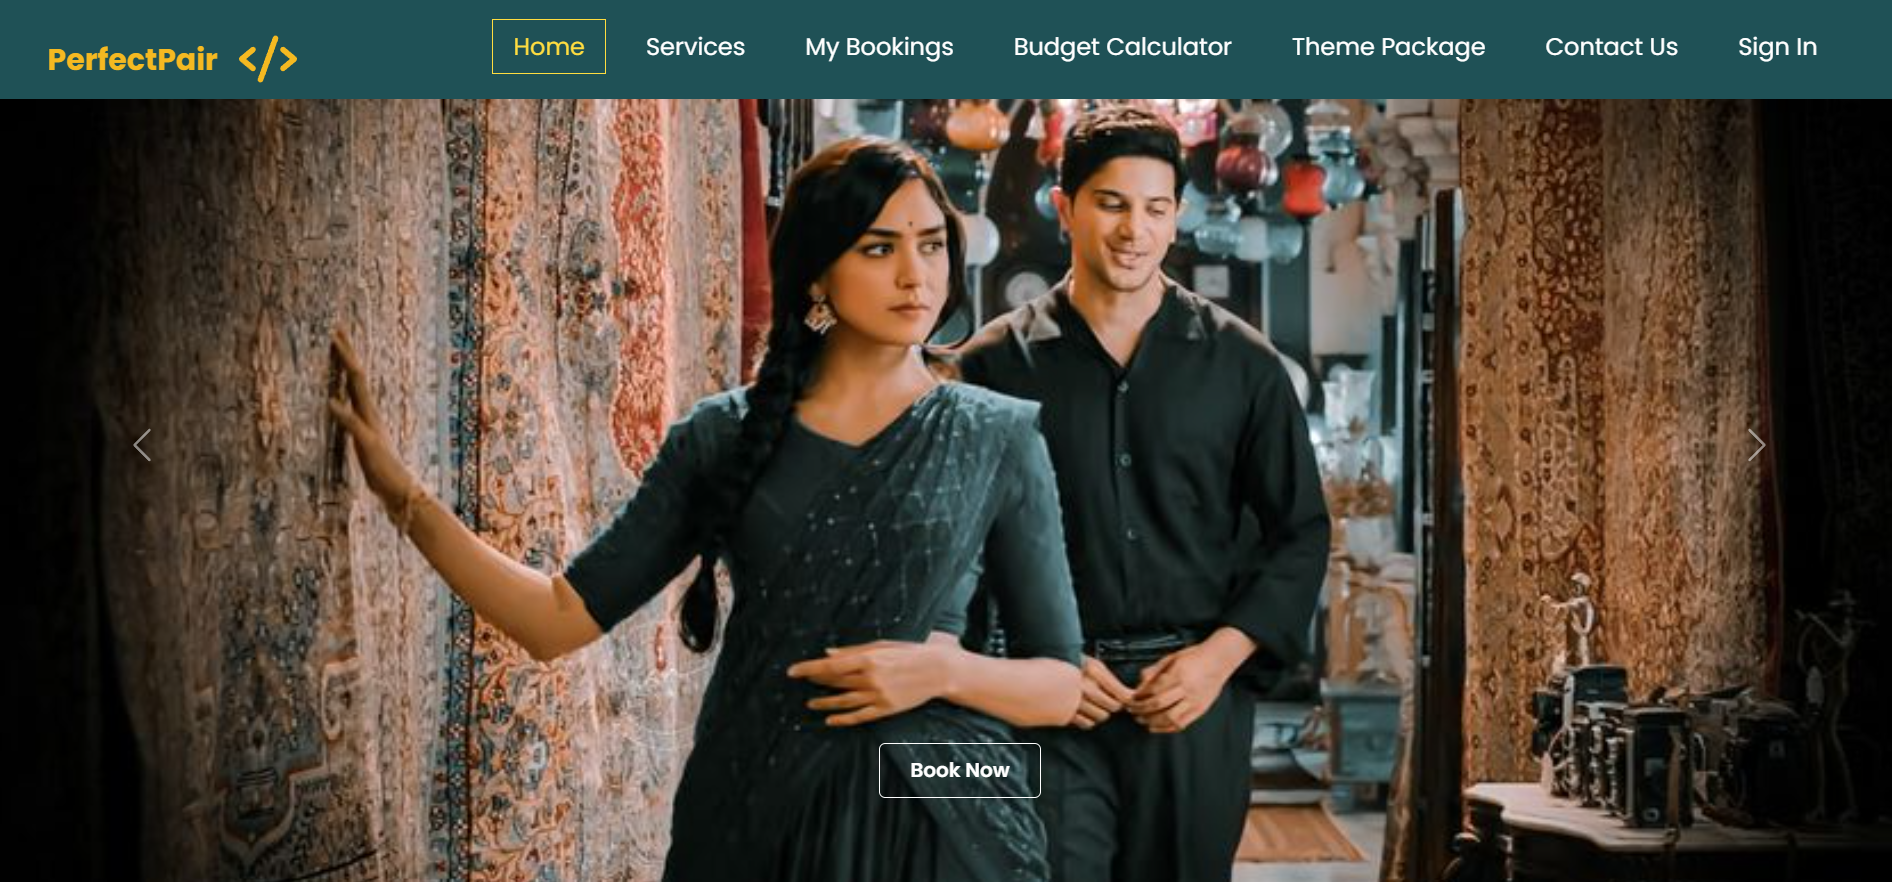 PerfectPair </>
Home Services My Bookings Budget Calculator Theme Package Contact Us Sign In
Book Now